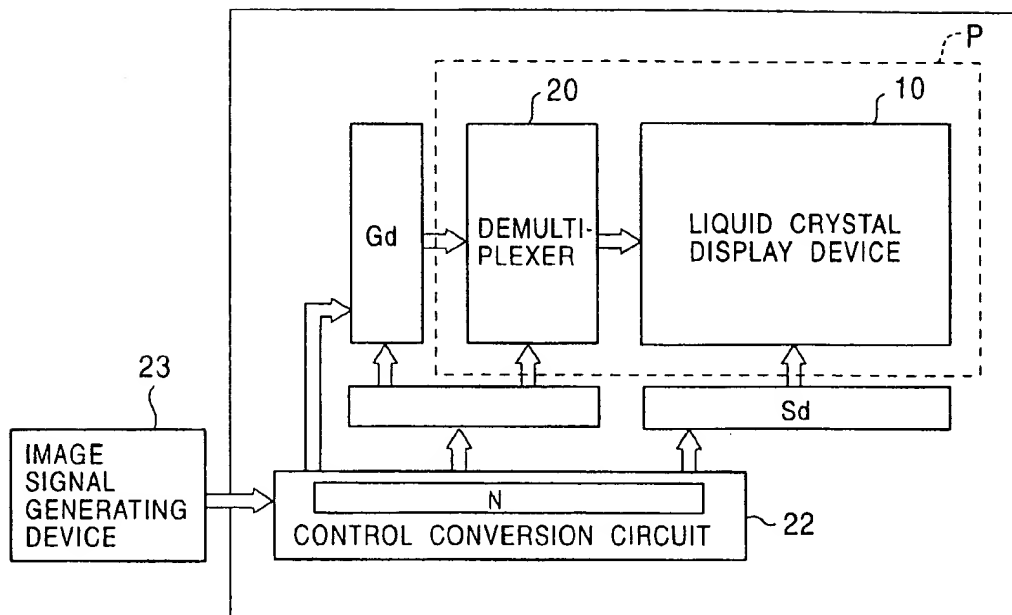 P
20
10
Gd
DEMULTI-
PLEXER
LIQUID CRYSTAL
DISPLAY DEVICE
23
Sd
IMAGE
SIGNAL
GENERATING
DEVICE
N
CONTROL CONVERSION CIRCUIT
22